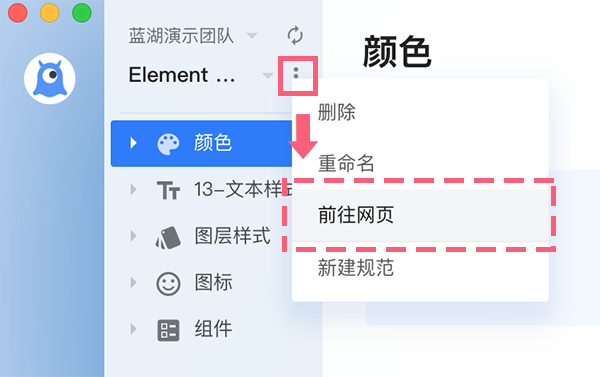 蓝湖演示团队
颜色
Element ...
删除
颜色
重命名
13-文本样式
前往网页
图层样式
新建规范
图标
组件